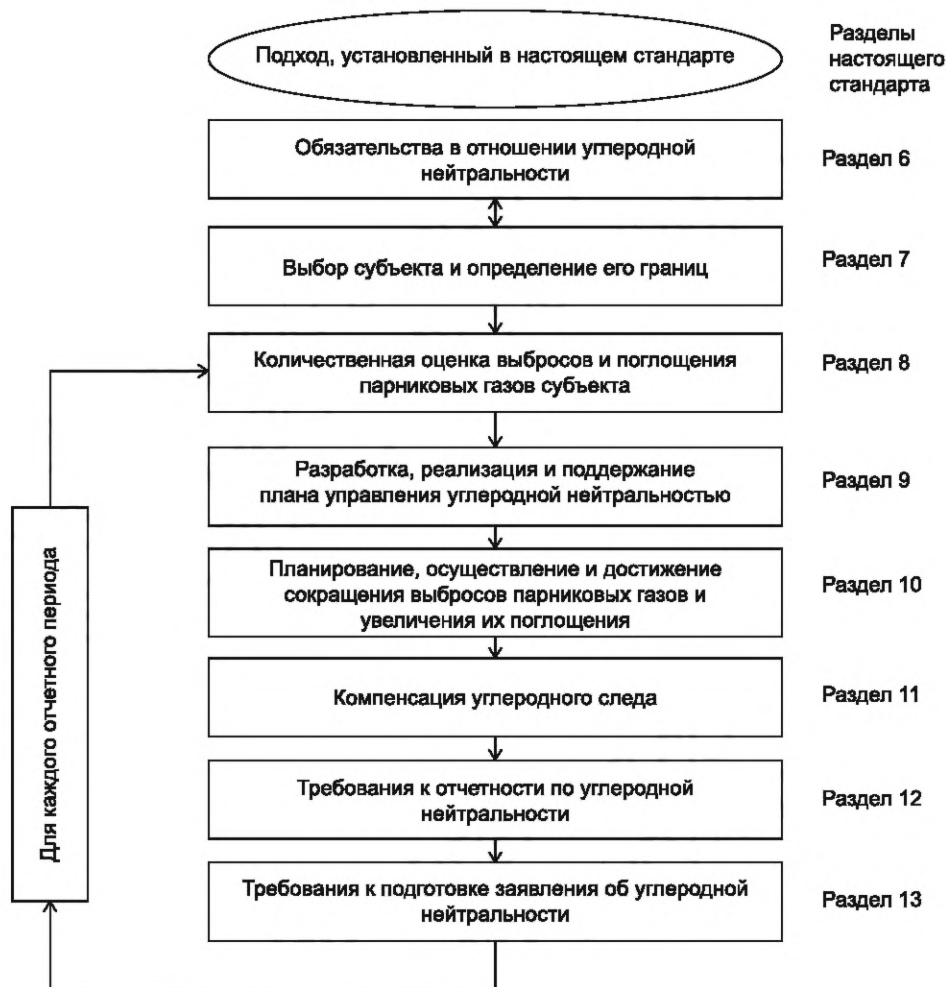 Подход, установленный в настоящем стандарте
Разделы
настоящего
стандарта
Обязательства в отношении углеродной
нейтральности
Раздел 6
Выбор субъекта и определение его границ
Раздел 7
Количественная оценка выбросов и поглощения
парниковых газов субъекта
Раздел 8
Разработка, реализация и поддержание
плана управления углеродной нейтральностью
Раздел 9
Планирование, осуществление и достижение
сокращения выбросов парниковых газов и
увеличения их поглощения
Раздел 10
Компенсация углеродного следа
Раздел 11
Требования к отчетности по углеродной
нейтральности
Раздел 12
Требования к подготовке заявления об углеродной
нейтральности
Раздел 13
Для каждого отчетного периода